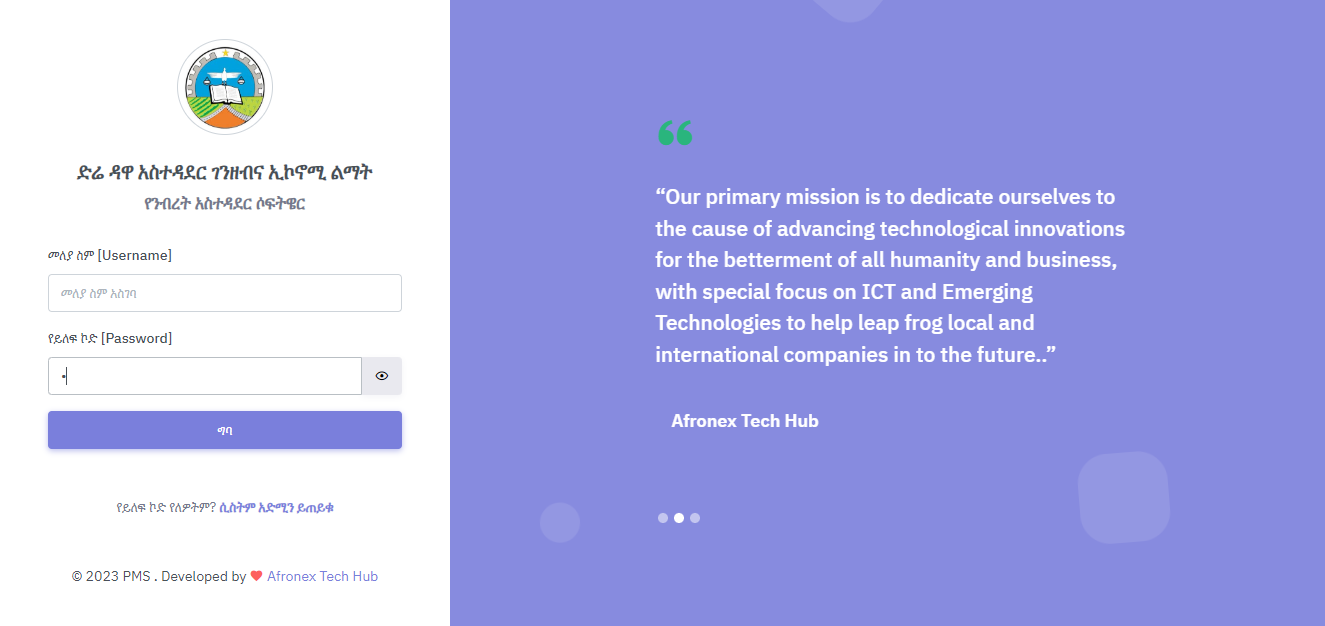 ድሬ ዳዋ አስተዳደር ገንዘብና ኢኮኖሚ ልማት
የንብረት አስተዳደር ሶፍትዌር
መለያ ስም [Username]
መለያ ስም አስገባ
የይለፍ ኮድ [Password]
ግባ
የይለፍ ኮድ የለዎትም? ሲስትም አድሚን ይጠይቁ
© 2023 PMS . Developed by ❤ Afronex Tech Hub
“Our primary mission is to dedicate ourselves to
the cause of advancing technological innovations
for the betterment of all humanity and business,
with special focus on ICT and Emerging
Technologies to help leap frog local and
international companies in to the future..”
Afronex Tech Hub